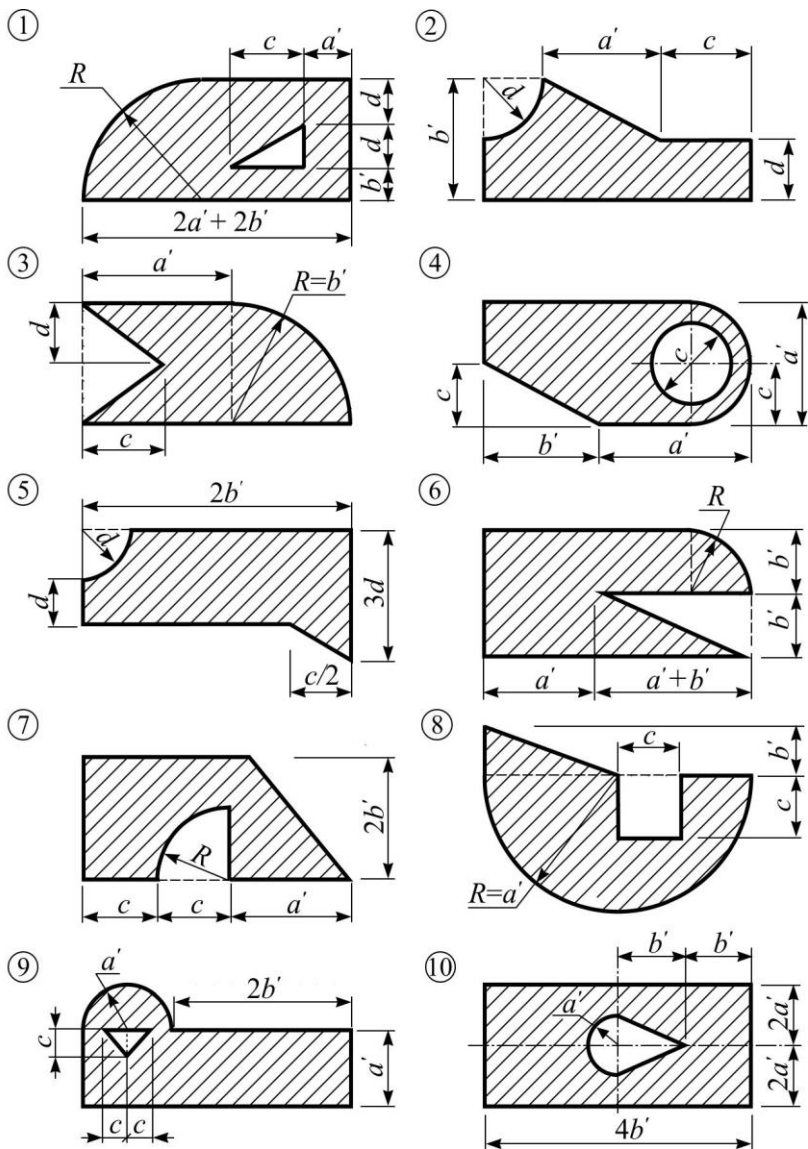 ① c a′ ② a′ c
R d d
d b′
b′ d
2a′ + 2b′
③ a′ ④
R=b′
d c a′
c c
c b′ a′
⑤ 2b′ ⑥ R
d b′
d 3d b′
c/2 a′ a′+b′
⑦ ⑧ c b′
2b′ c
R
c c a′ R=a′
⑨ a′ 2b′ ⑩ b′ b′
c a′ a′ 2a′
2a′
c c 4b′